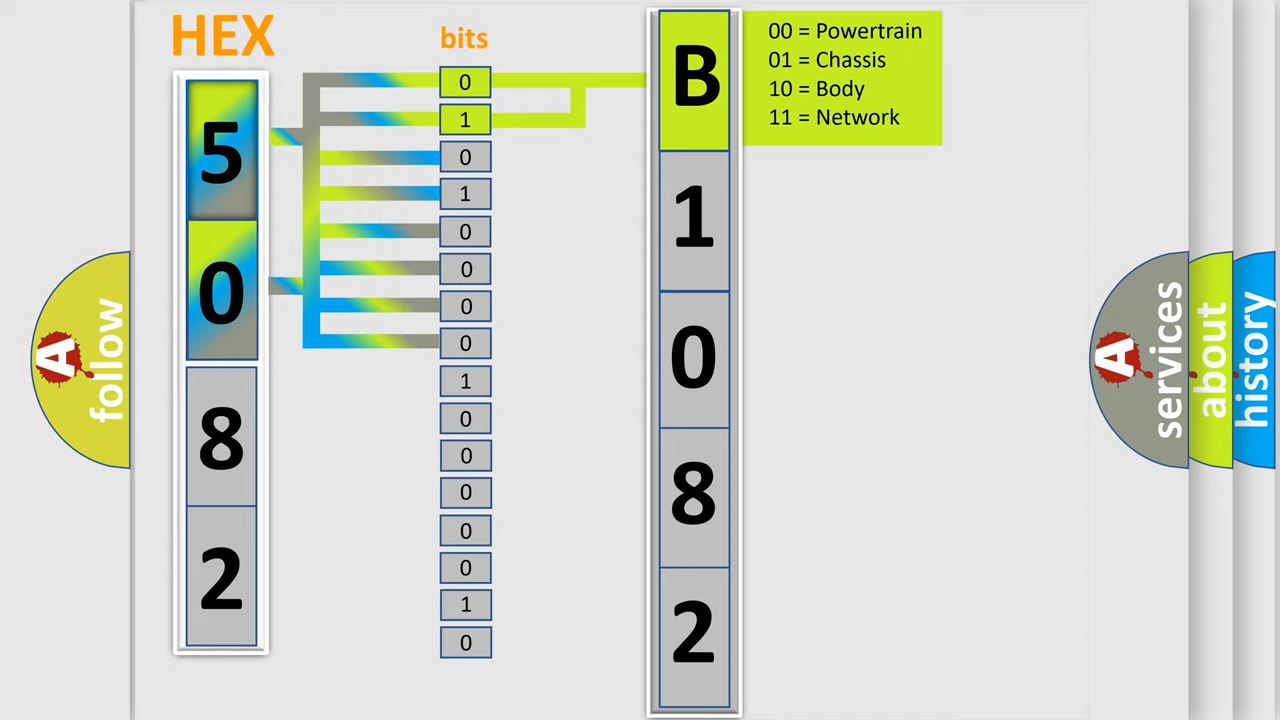 HEX
bits
5
0
8
2
0
1
0
1
0
0
0
0
1
0
0
0
0
0
1
0
B
1
0
8
2
00 = Powertrain
01 = Chassis
10 = Body
11 = Network
A
follow
A
services
about
history